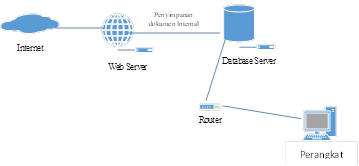 Penyimpanan
dokumen Internal
Internet
Web Server
Database Server
Router
Perangkat